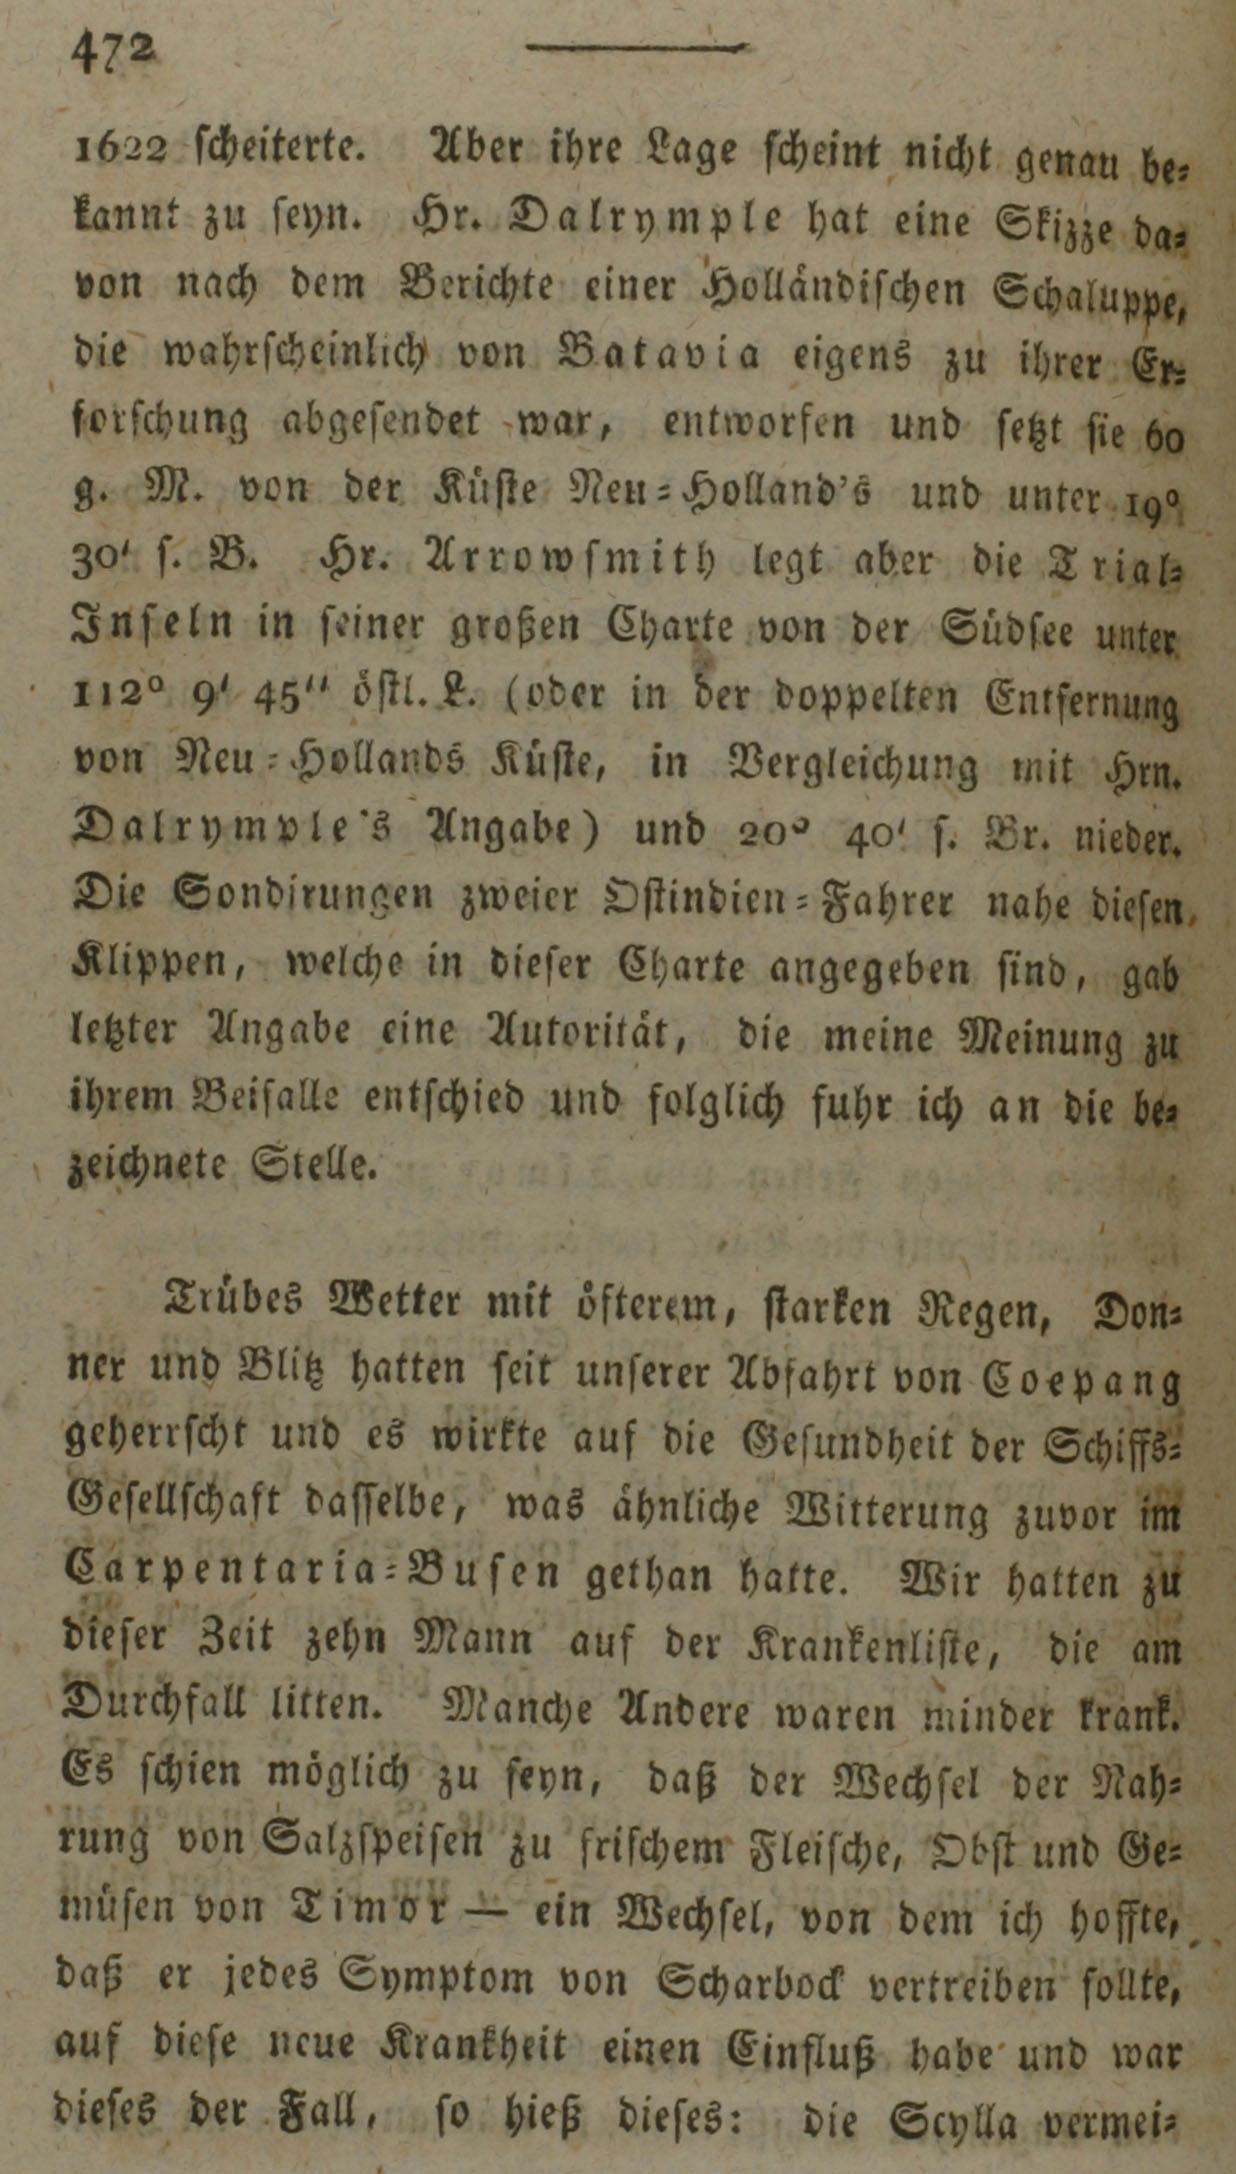 472
1622 scheiterte. Aber ihre Lage scheint nicht genau be-
kannt zu seyn. Hr. Dalrymple hat eine Skizze da-
von nach dem Berichte einer Holländischen Schaluppe,
die wahrscheinlich von Batavia eigens zu ihrer Er-
forschung abgesendet war, entworfen und setzt sie 60
g. M. von der Küste Neu-Holland's und unter 19°
30' s. B. Hr. Arrowsmith legt aber die Trial-
Inseln in seiner großen Charte von der Südsee unter
112° 9' 45'' östl. L. (oder in der doppelten Entfernung
von Neu-Hollands Küste, in Vergleichung mit Hrn.
Dalrymple's Angabe) und 20° 40' s. Br. nieder.
Die Sondirungen zweier Ostindien-Fahrer nahe diesen
Klippen, welche in dieser Charte angegeben sind, gab
letzter Angabe eine Autorität, die meine Meinung zu
ihrem Beifalle entschied und folglich fuhr ich an die be-
zeichnete Stelle.
Trübes Wetter mit öfterem, starken Regen, Don-
ner und Blitz hatten seit unserer Abfahrt von Coepang
geherrscht und es wirkte auf die Gesundheit der Schiffs-
Gesellschaft dasselbe, was ähnliche Witterung zuvor im
Carpentaria-Busen gethan hatte. Wir hatten zu
dieser Zeit zehn Mann auf der Krankenliste, die am
Durchfall litten. Manche Andere waren minder krank.
Es schien möglich zu seyn, daß der Wechsel der Nah-
rung von Salzspeisen zu frischem Fleische, Obst und Ge-
müsen von Timor — ein Wechsel, von dem ich hoffte,
daß er jedes Symptom von Scharbock vertreiben sollte,
auf diese neue Krankheit einen Einfluß habe und war
dieses der Fall, so hieß dieses: die Scylla vermei-